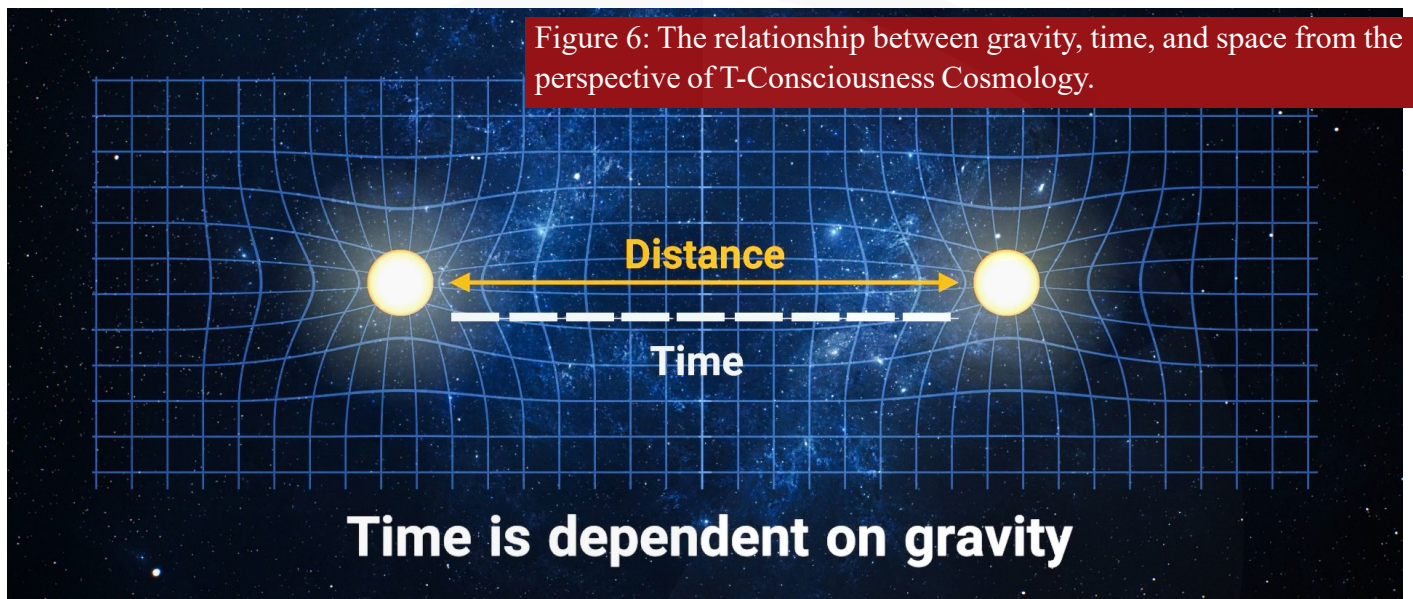 Figure 6: The relationship between gravity, time, and space from the
perspective of T-Consciousness Cosmology.
Distance
Time
Time is dependent on gravity